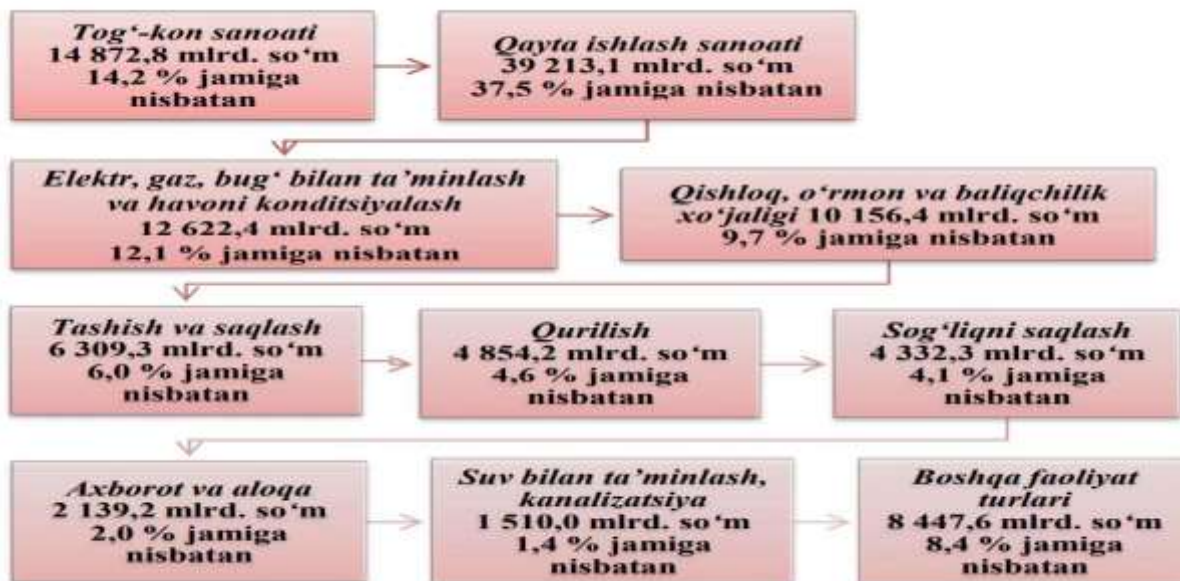 Tog‘-kon sanoati
14 872,8 mlrd. so‘m
14,2 % jamiga
nisbatan
Qayta ishlash sanoati
39 213,1 mlrd. so‘m
37,5 % jamiga nisbatan
Elektr, gaz, bug‘ bilan ta’minlash
va havoni konditsiyalash
12 622,4 mlrd. so‘m
12,1 % jamiga nisbatan
Qishloq, o‘rmon va baliqchilik
xo‘jaligi 10 156,4 mlrd. so‘m
9,7 % jamiga nisbatan
Tashish va saqlash
6 309,3 mlrd. so‘m
6,0 % jamiga
nisbatan
Qurilish
4 854,2 mlrd. so‘m
4,6 % jamiga
nisbatan
Sog‘liqni saqlash
4 332,3 mlrd. so‘m
4,1 % jamiga
nisbatan
Axborot va aloqa
2 139,2 mlrd. so‘m
2,0 % jamiga
nisbatan
Suv bilan ta’minlash,
kanalizatsiya
1 510,0 mlrd. so‘m
1,4 % jamiga
nisbatan
Boshqa faoliyat
turlari
8 447,6 mlrd. so‘m
8,4 % jamiga
nisbatan